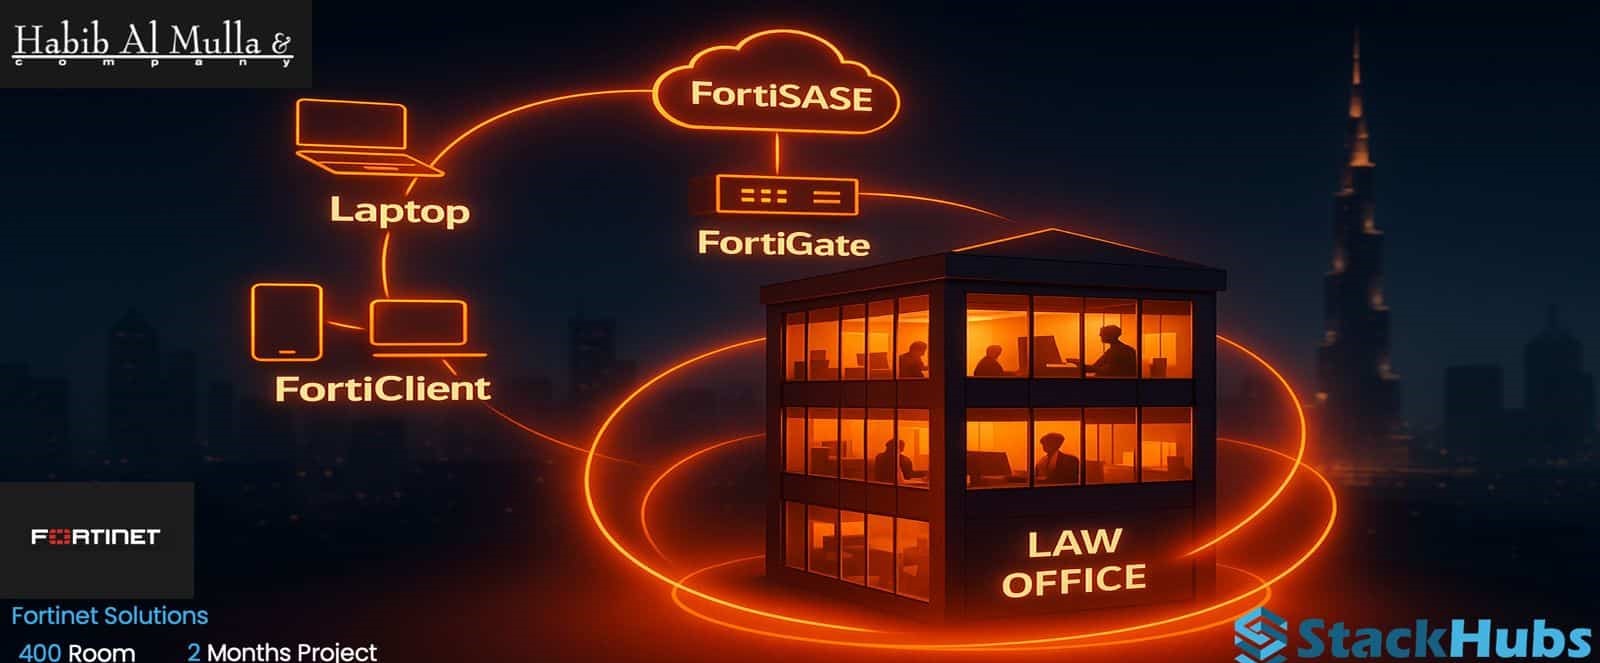 Habib Al Mulla &
company
FortiSASE
Laptop
FortiGate
FortiClient
LAW
OFFICE
FORTINET
Fortinet Solutions
400 Room
2 Months Project
StackHubs